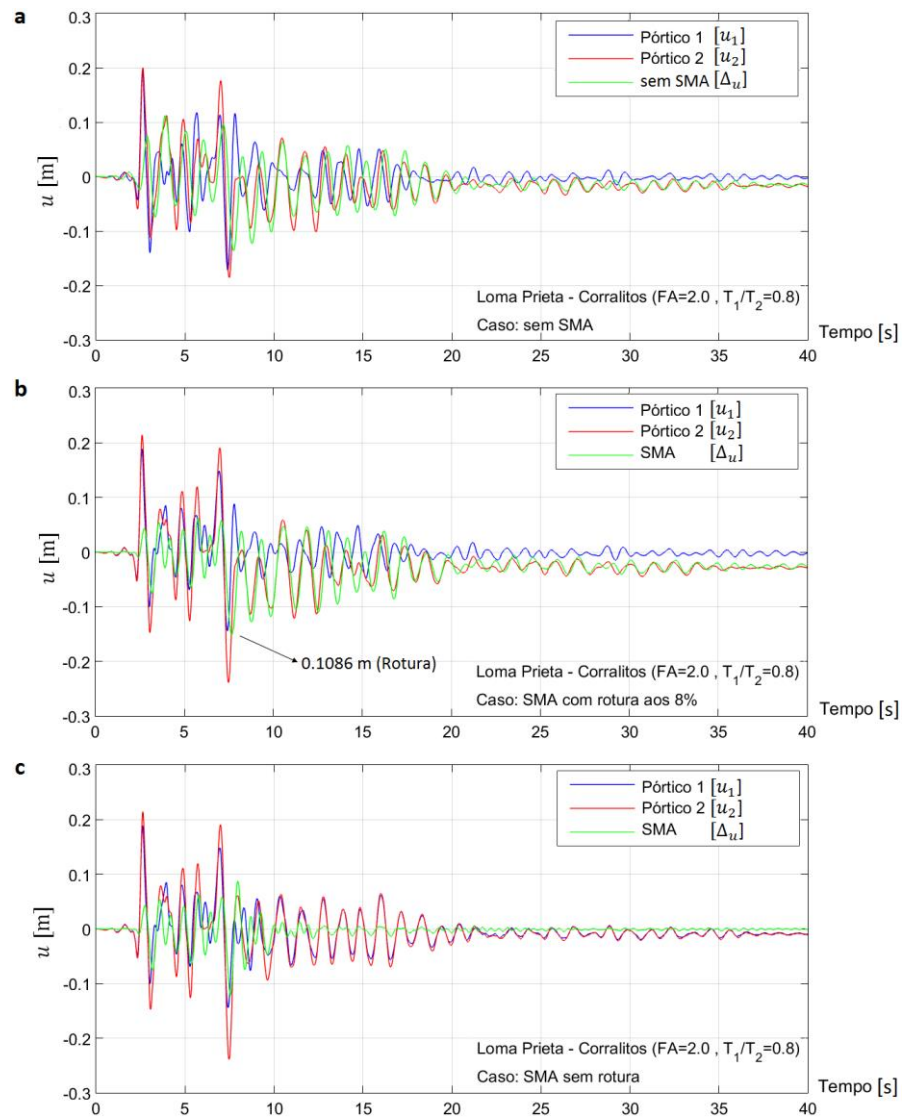 a
0.3
0.2
0.1
0
-0.1
-0.2
-0.3
u [m]
Pórtico 1 [u₁]
Pórtico 2 [u₂]
sem SMA [Δᵤ]
Loma Prieta - Corralitos (FA=2.0 , T₁/T₂=0.8)
Caso: sem SMA
0 5 10 15 20 25 30 35 40
Tempo [s]
b
0.3
0.2
0.1
0
-0.1
-0.2
-0.3
u [m]
Pórtico 1 [u₁]
Pórtico 2 [u₂]
SMA [Δᵤ]
0.1086 m (Rotura)
Loma Prieta - Corralitos (FA=2.0 , T₁/T₂=0.8)
Caso: SMA com rotura aos 8%
0 5 10 15 20 25 30 35 40
Tempo [s]
c
0.3
0.2
0.1
0
-0.1
-0.2
-0.3
u [m]
Pórtico 1 [u₁]
Pórtico 2 [u₂]
SMA [Δᵤ]
Loma Prieta - Corralitos (FA=2.0 , T₁/T₂=0.8)
Caso: SMA sem rotura
0 5 10 15 20 25 30 35 40
Tempo [s]